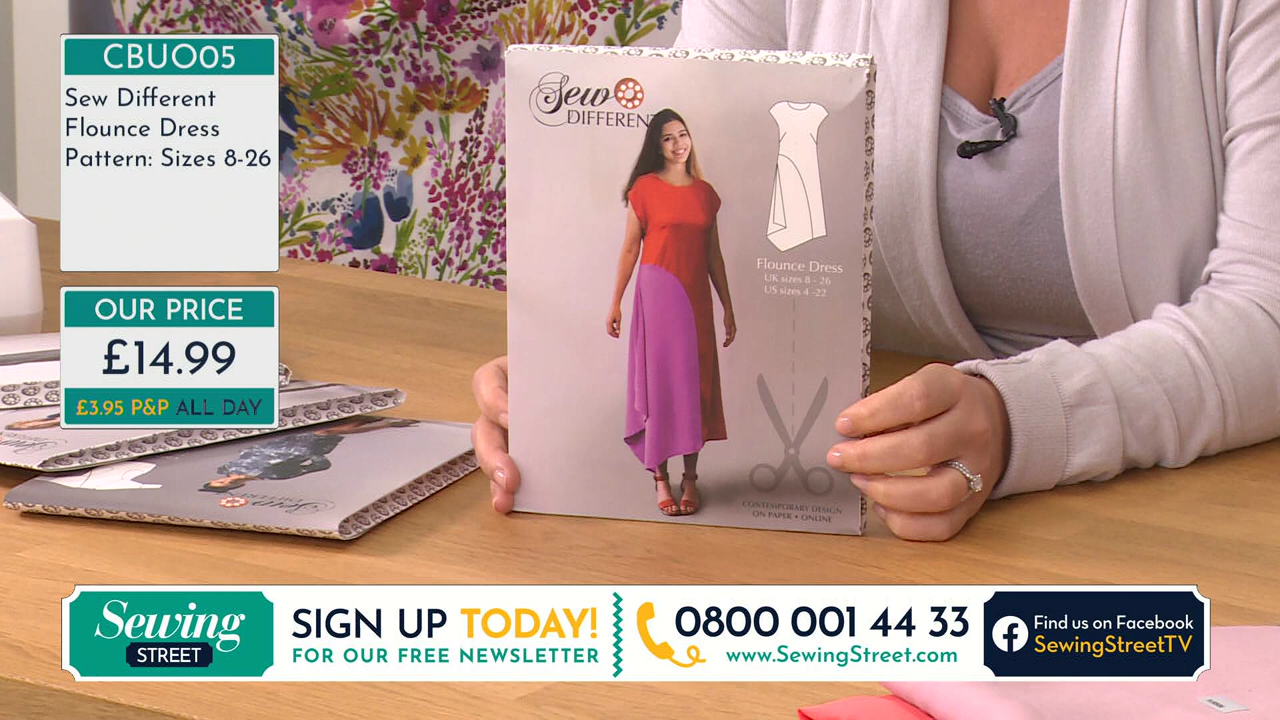 CBUO05
Sew Different
Flounce Dress
Pattern: Sizes 8-26
OUR PRICE
£14.99
£3.95 P&P ALL DAY
Sew
DIFFERENT
Flounce Dress
UK sizes 8 - 26
US sizes 4 -22
CONTEMPORARY DESIGN
ON PAPER • ONLINE
Sewing
STREET
SIGN UP TODAY!
FOR OUR FREE NEWSLETTER
0800 001 44 33
www.SewingStreet.com
Find us on Facebook
SewingStreetTV